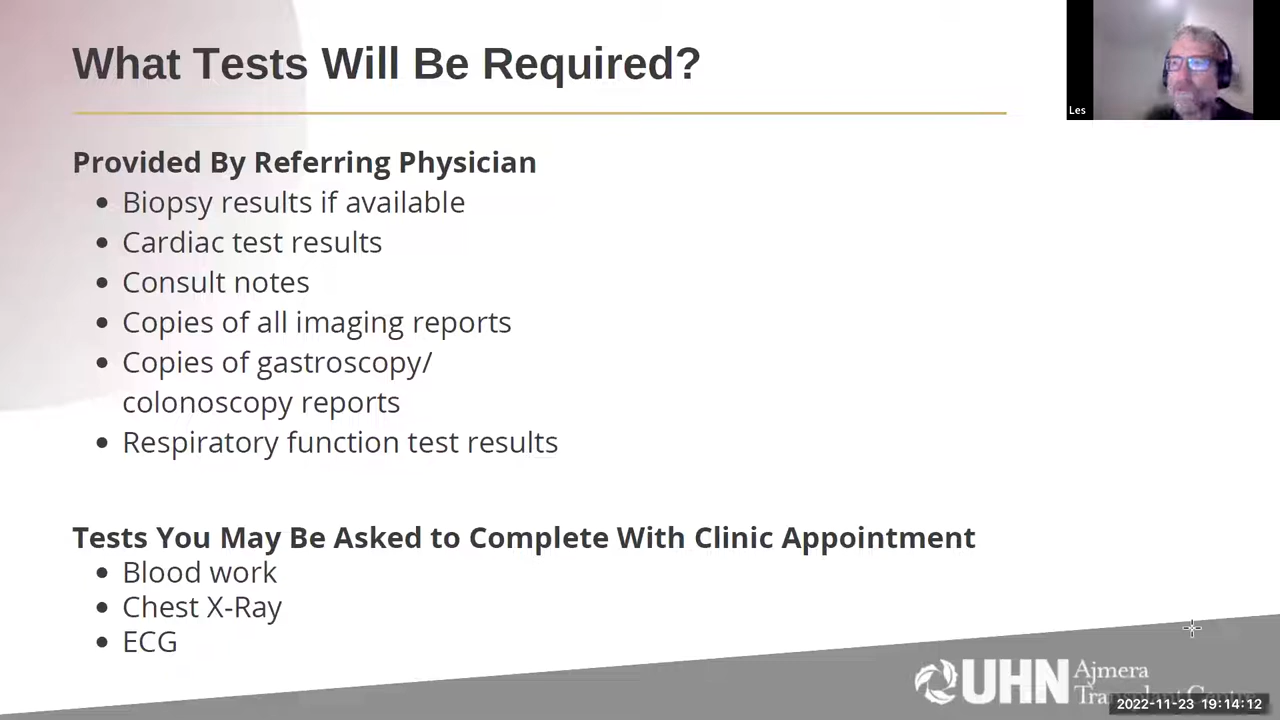 What Tests Will Be Required?
Les
Provided By Referring Physician
• Biopsy results if available
• Cardiac test results
• Consult notes
• Copies of all imaging reports
• Copies of gastroscopy/
colonoscopy reports
• Respiratory function test results
Tests You May Be Asked to Complete With Clinic Appointment
• Blood work
• Chest X-Ray
• ECG
UHN
Ajmera
Transplant Centre
2022-11-23 19:14:12